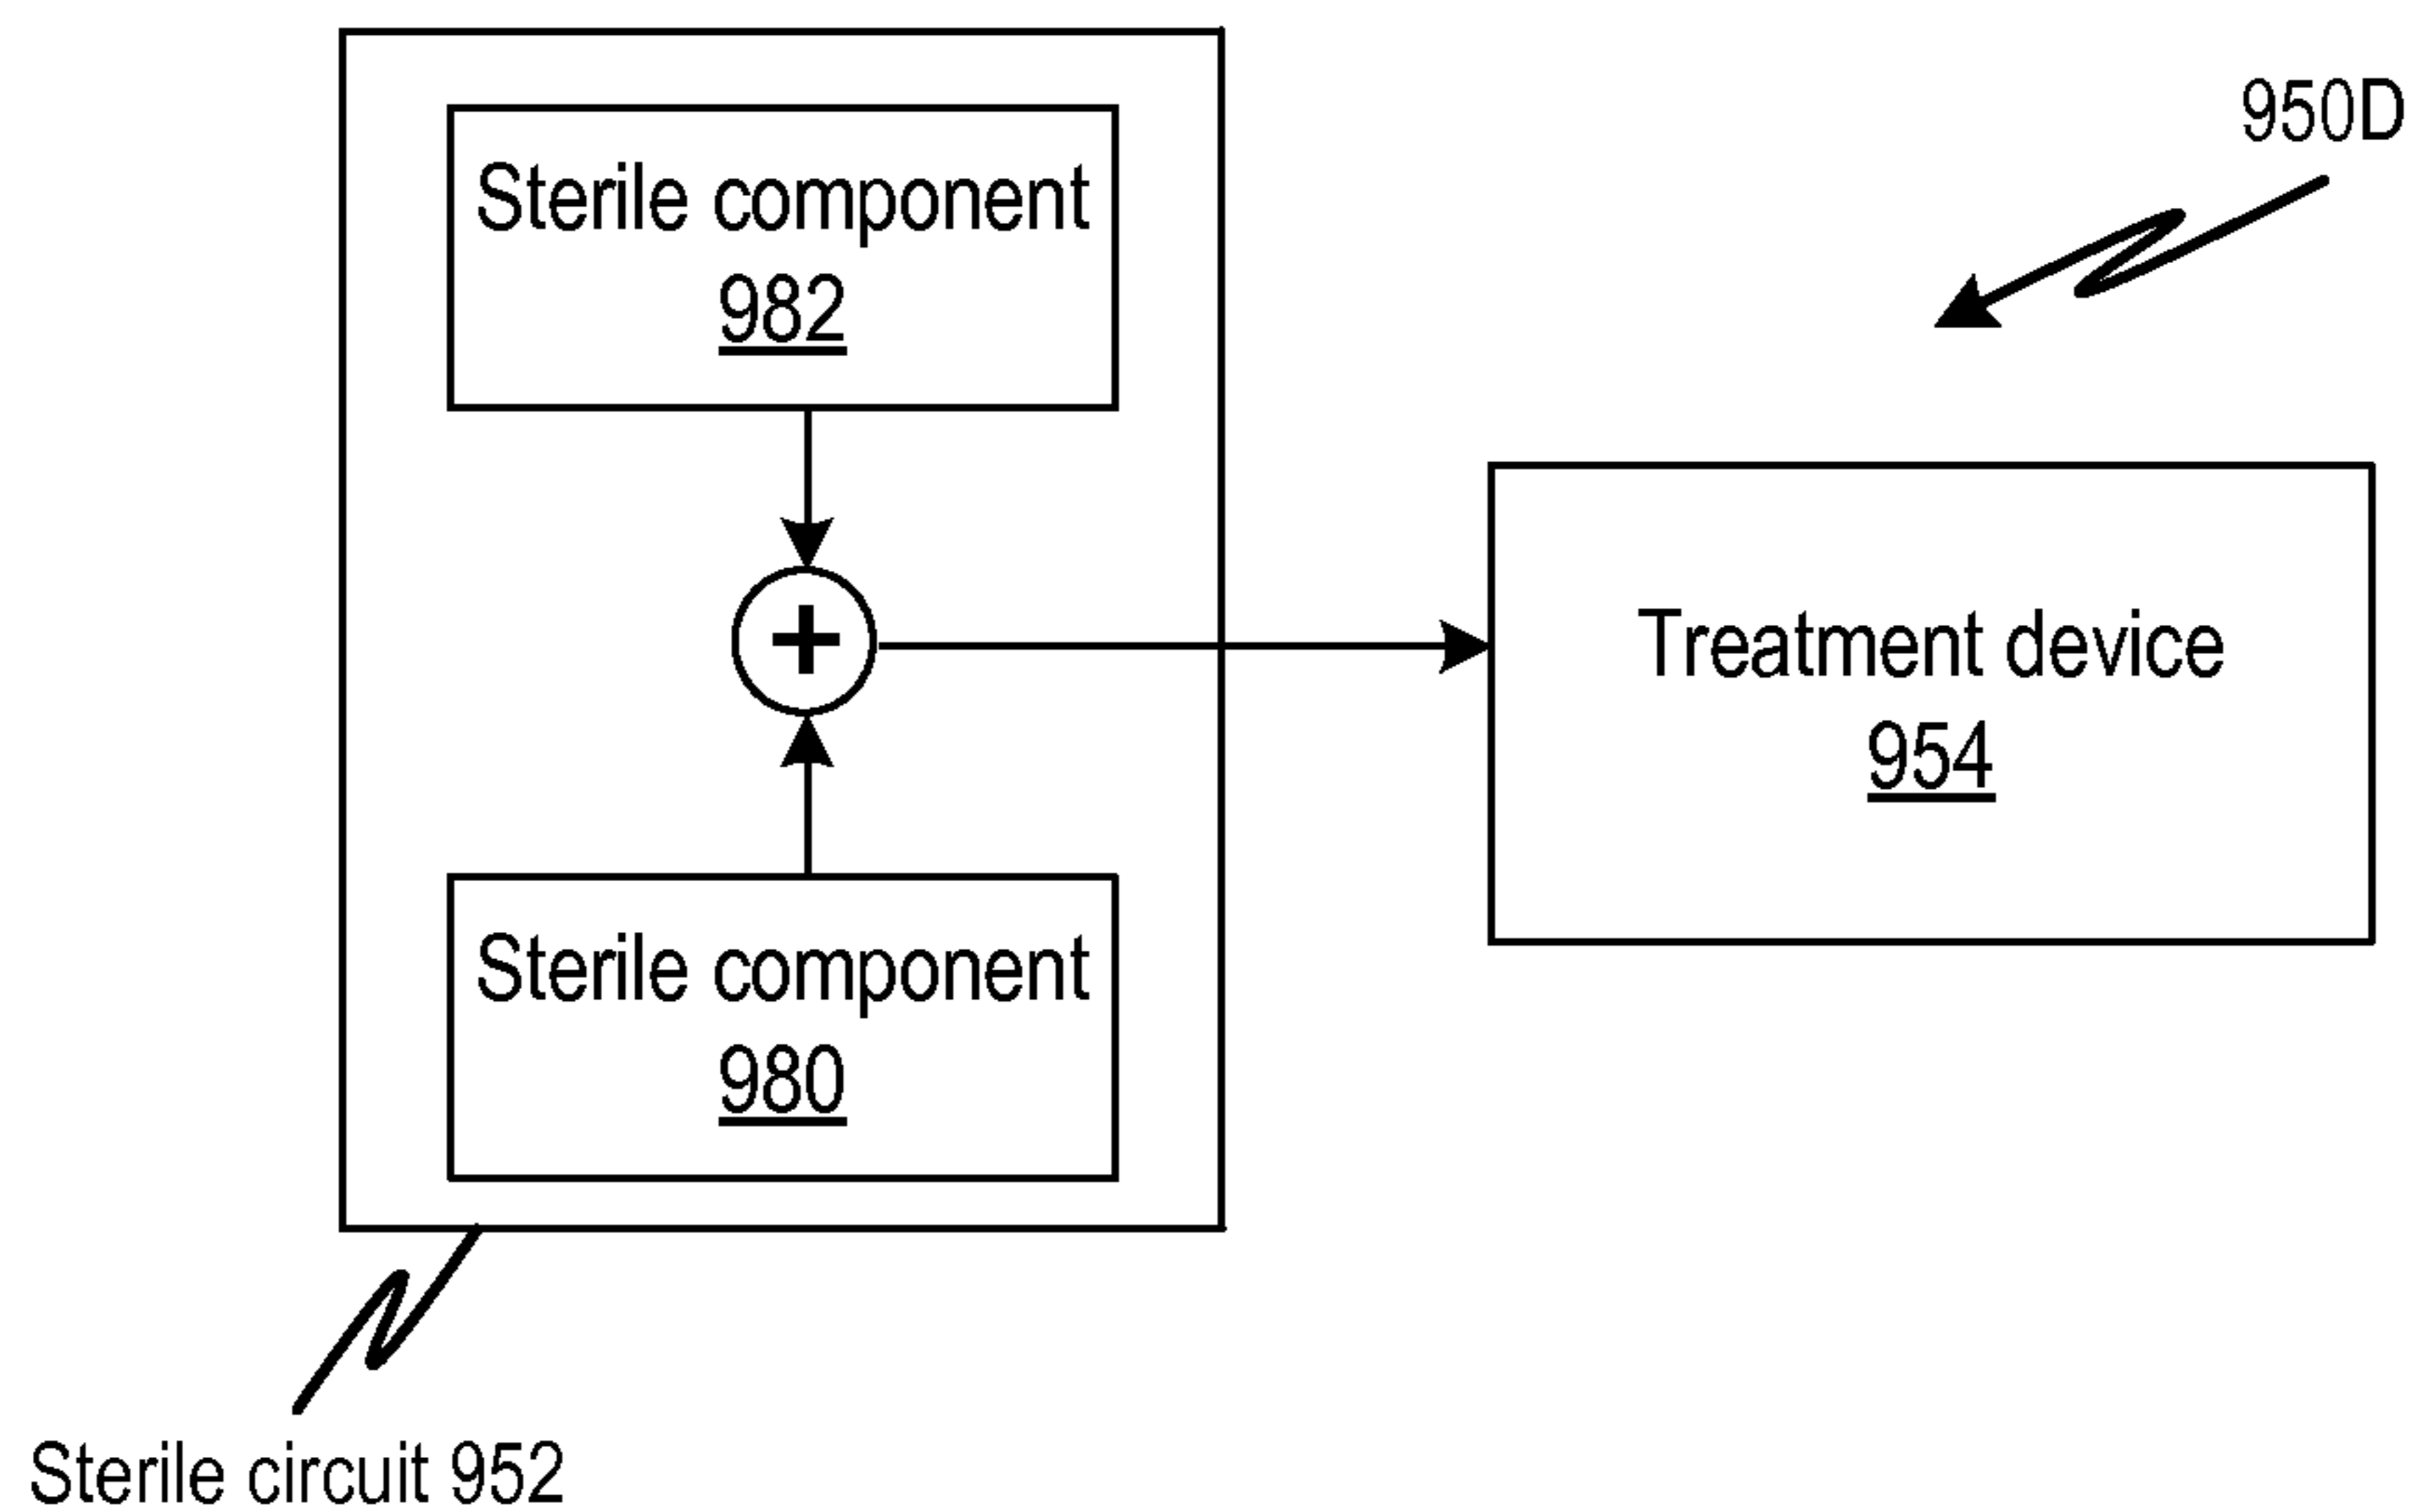 950D
Sterile component
982
+
Treatment device
954
Sterile component
980
Sterile circuit 952